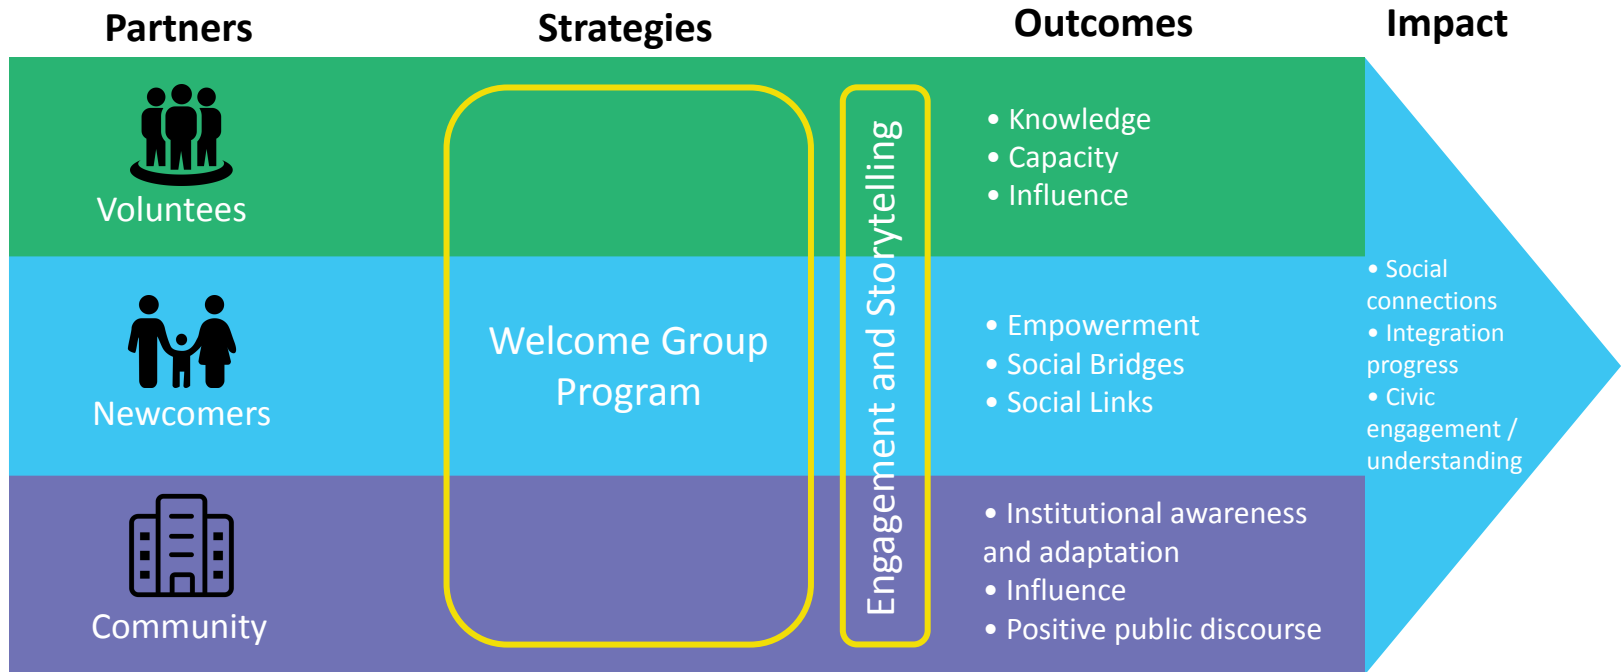 Partners
Strategies
Outcomes
Impact
Voluntees
• Knowledge
• Capacity
• Influence
Newcomers
Welcome Group
Program
Engagement and Storytelling
• Empowerment
• Social Bridges
• Social Links
Community
• Institutional awareness
and adaptation
• Influence
• Positive public discourse
• Social
connections
• Integration
progress
• Civic
engagement /
understanding